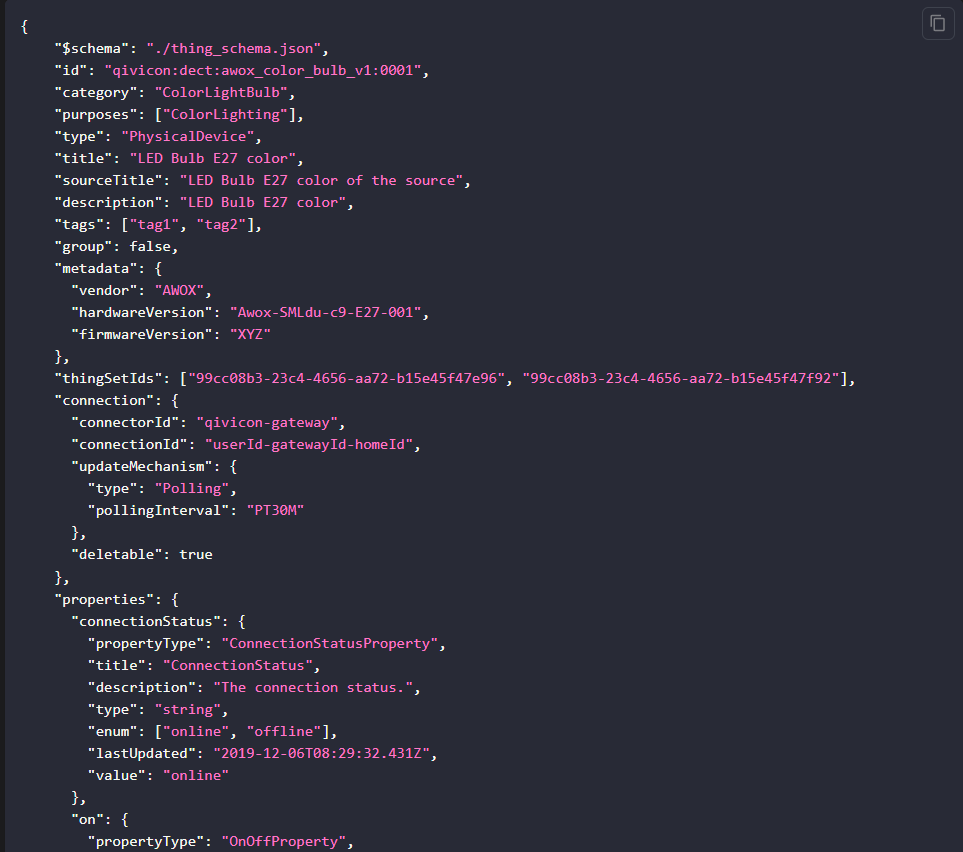 {
"$schema": "./thing_schema.json",
"id": "qivicon:dect:awox_color_bulb_v1:0001",
"category": "ColorLightBulb",
"purposes": ["ColorLighting"],
"type": "PhysicalDevice",
"title": "LED Bulb E27 color",
"sourceTitle": "LED Bulb E27 color of the source",
"description": "LED Bulb E27 color",
"tags": ["tag1", "tag2"],
"group": false,
"metadata": {
"vendor": "AWOX",
"hardwareVersion": "Awox-SMLdu-c9-E27-001",
"firmwareVersion": "XYZ"
},
"thingSetIds": ["99cc08b3-23c4-4656-aa72-b15e45f47e96", "99cc08b3-23c4-4656-aa72-b15e45f47f92"],
"connection": {
"connectorId": "qivicon-gateway",
"connectionId": "userId-gatewayId-homeId",
"updateMechanism": {
"type": "Polling",
"pollingInterval": "PT30M"
},
"deletable": true
},
"properties": {
"connectionStatus": {
"propertyType": "ConnectionStatusProperty",
"title": "ConnectionStatus",
"description": "The connection status.",
"type": "string",
"enum": ["online", "offline"],
"lastUpdated": "2019-12-06T08:29:32.431Z",
"value": "online"
},
"on": {
"propertyType": "OnOffProperty",